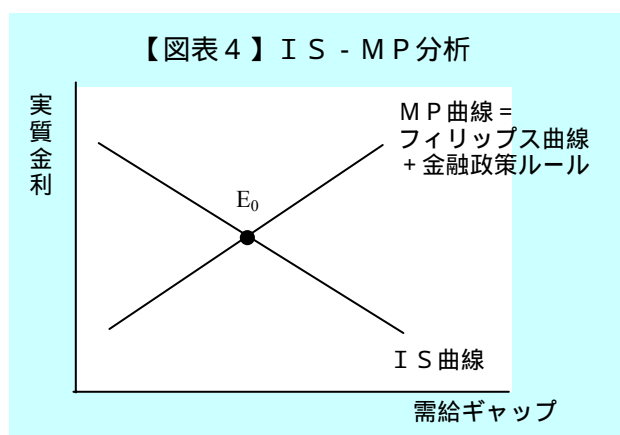 【図表４】ＩＳ-ＭＰ分析
実質金利
ＭＰ曲線＝
フィリップス曲線
＋金融政策ルール
E₀
ＩＳ曲線
需給ギャップ